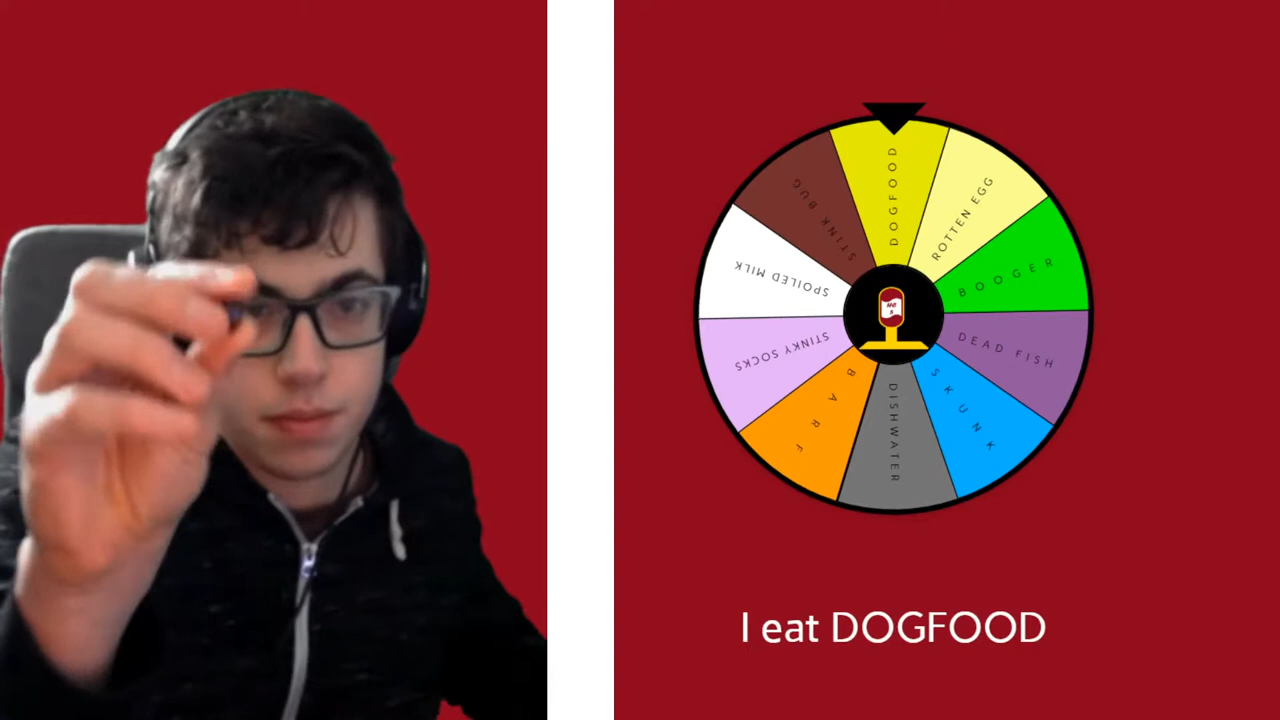 DOGFOOD
ROTTEN EGG
BOOGER
DEAD FISH
SKUNK
DISHWATER
BARF
STINKY SOCKS
SPOILED MILK
STINK BUG
I eat DOGFOOD